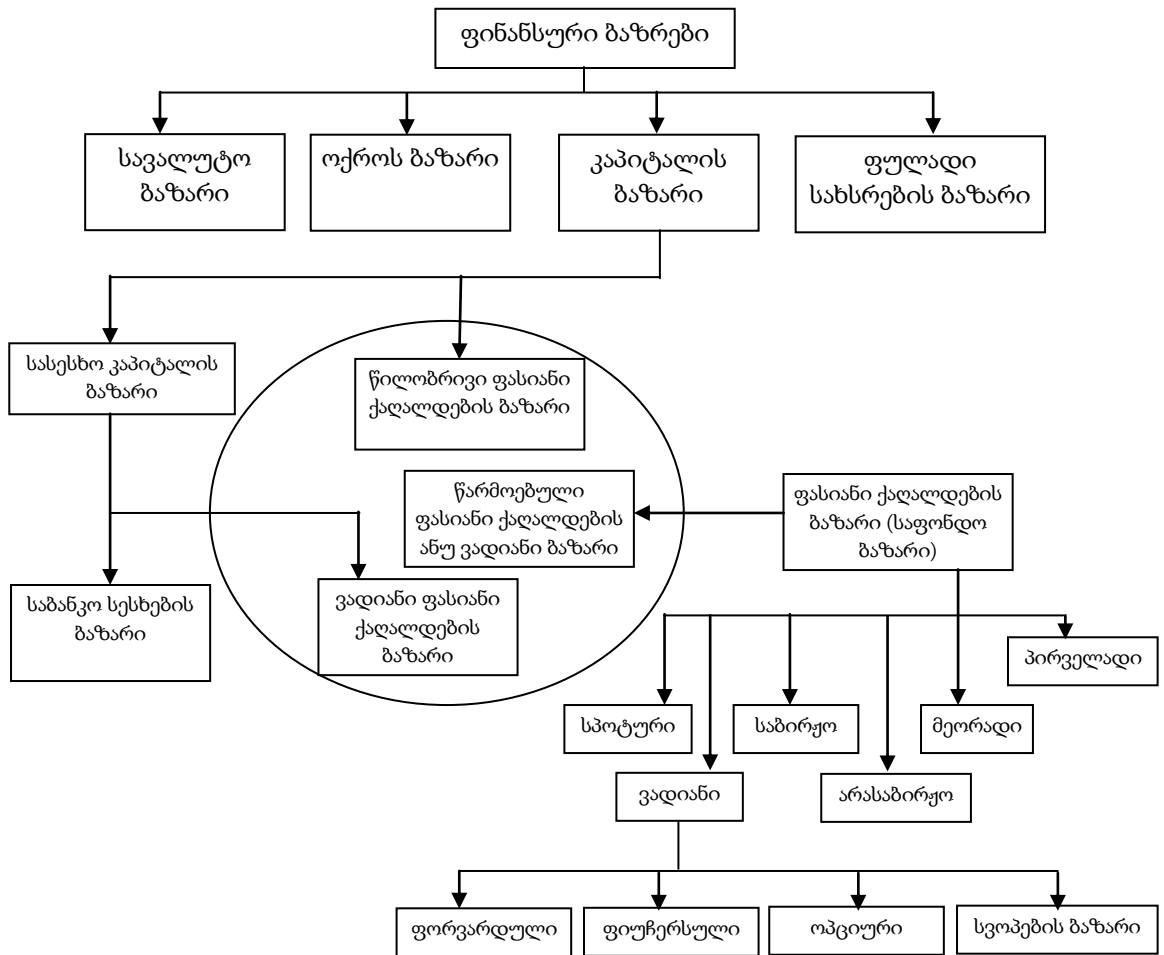 ფინანსური ბაზრები
სავალუტო
ბაზარი
ოქროს ბაზარი
კაპიტალის
ბაზარი
ფულადი
სახსრების ბაზარი
სასესხო კაპიტალის
ბაზარი
წილობრივი ფასიანი
ქაღალდების ბაზარი
წარმოებული
ფასიანი ქაღალდების
ანუ ვადიანი ბაზარი
ფასიანი ქაღალდების
ბაზარი (საფონდო
ბაზარი)
საბანკო სესხების
ბაზარი
ვადიანი ფასიანი
ქაღალდების
ბაზარი
პირველადი
სპოტური
საბირჟო
მეორადი
ვადიანი
არასაბირჟო
ფორვარდული
ფიუჩერსული
ოპციური
სვოპების ბაზარი